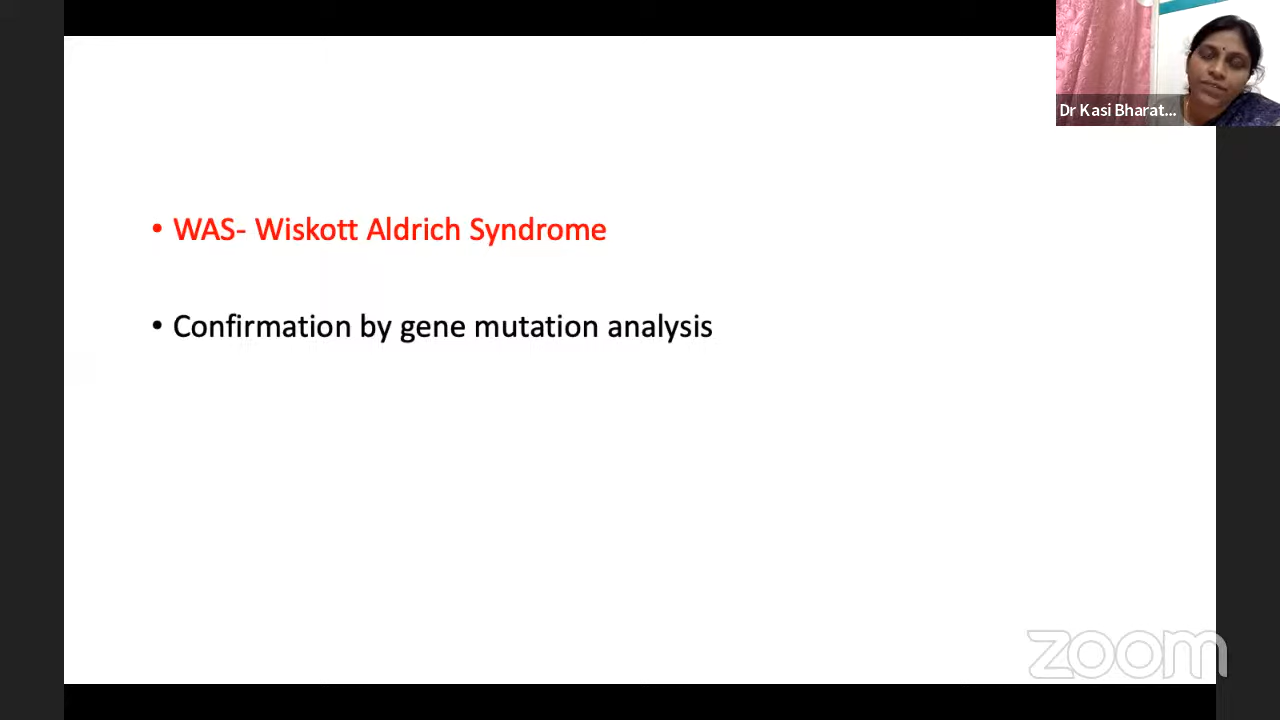 Dr Kasi Bharat...
• WAS- Wiskott Aldrich Syndrome
• Confirmation by gene mutation analysis
zoom